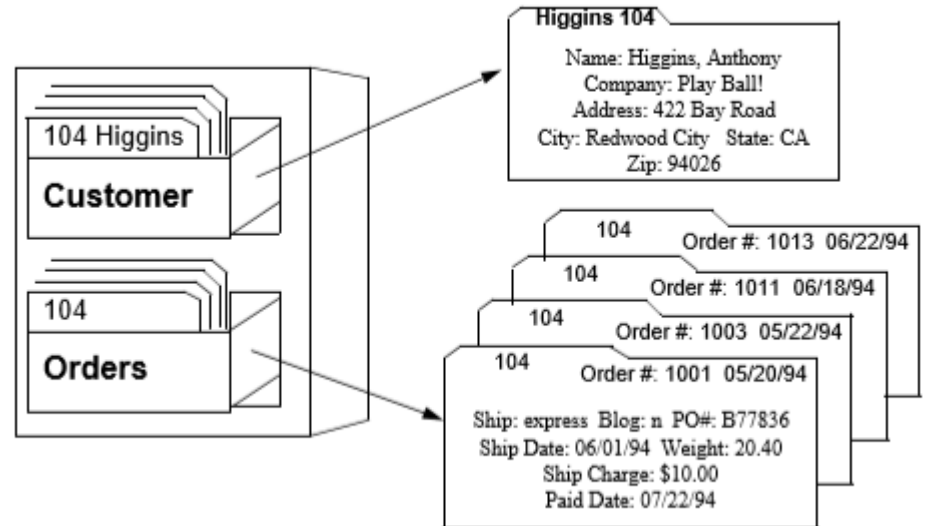 Higgins 104
Name: Higgins, Anthony
Company: Play Ball!
Address: 422 Bay Road
City: Redwood City State: CA
Zip: 94026
104 Higgins
Customer
104
Orders
104
Order #: 1013 06/22/94
104
Order #: 1011 06/18/94
104
Order #: 1003 05/22/94
104
Order #: 1001 05/20/94
Ship: express Blog: n PO#: B77836
Ship Date: 06/01/94 Weight: 20.40
Ship Charge: $10.00
Paid Date: 07/22/94